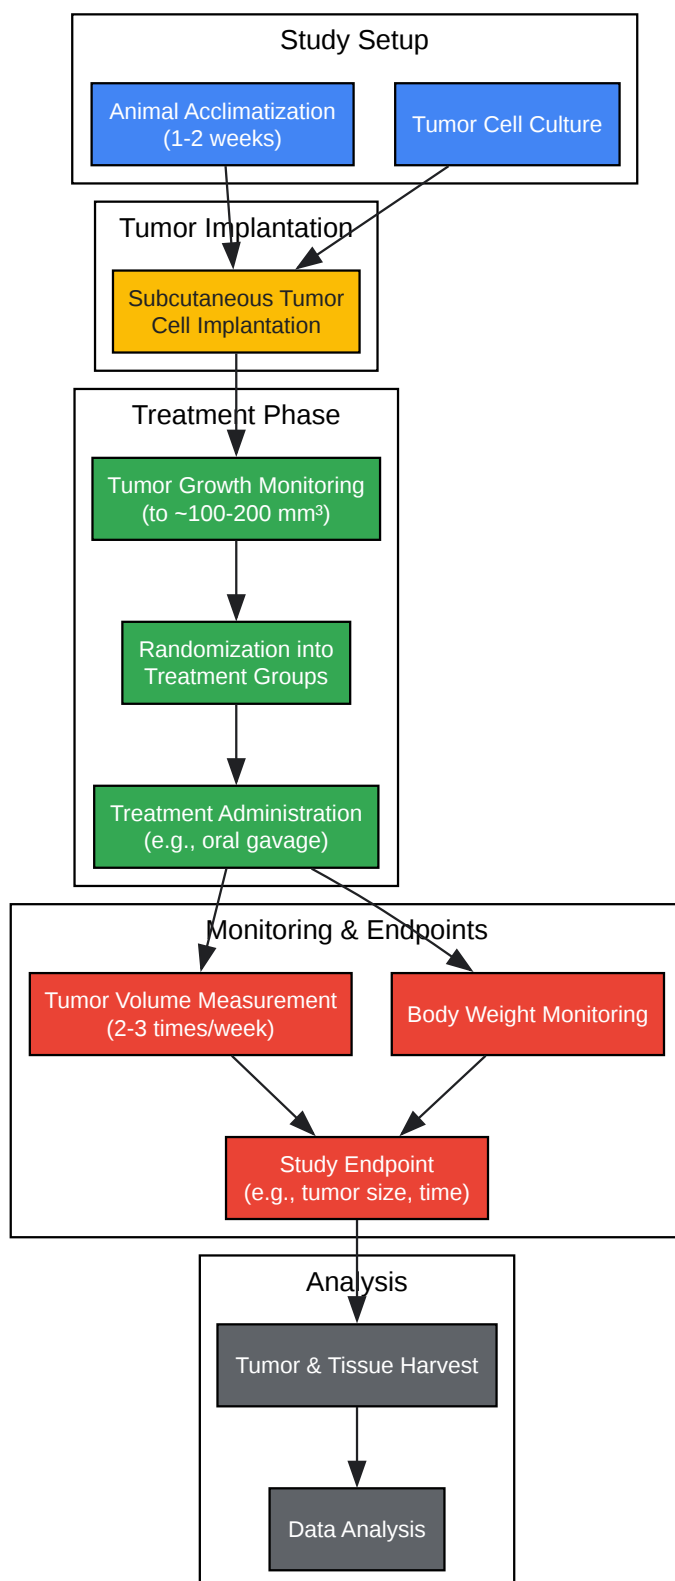 Study Setup
Animal Acclimatization
(1-2 weeks)
Tumor Cell Culture
Tumor Implantation
Subcutaneous Tumor
Cell Implantation
Treatment Phase
Tumor Growth Monitoring
(to ~100-200 mm³)
Randomization into
Treatment Groups
Treatment Administration
(e.g., oral gavage)
Monitoring & Endpoints
Tumor Volume Measurement
(2-3 times/week)
Body Weight Monitoring
Study Endpoint
(e.g., tumor size, time)
Analysis
Tumor & Tissue Harvest
Data Analysis